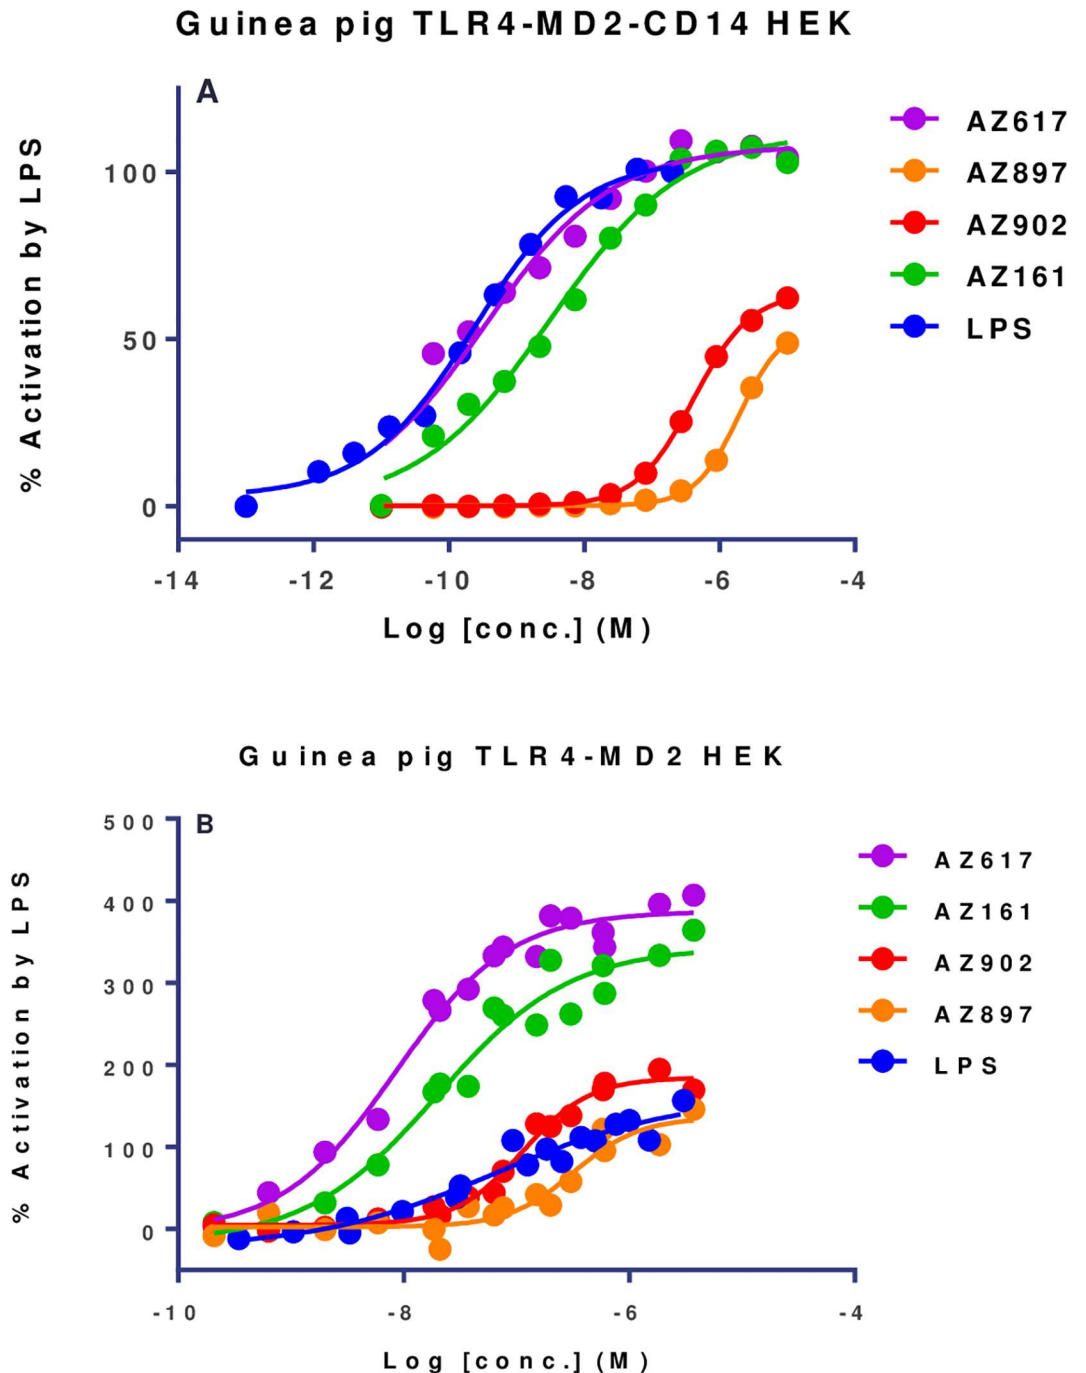 Guinea pig TLR4-MD2-CD14 HEK
A
% Activation by LPS
100
50
0
-14 -12 -10 -8 -6 -4
Log [conc.] (M)
AZ617
AZ897
AZ902
AZ161
LPS
Guinea pig TLR4-MD2 HEK
B
% Activation by LPS
500
400
300
200
100
0
-10 -8 -6 -4
Log [conc.] (M)
AZ617
AZ161
AZ902
AZ897
LPS